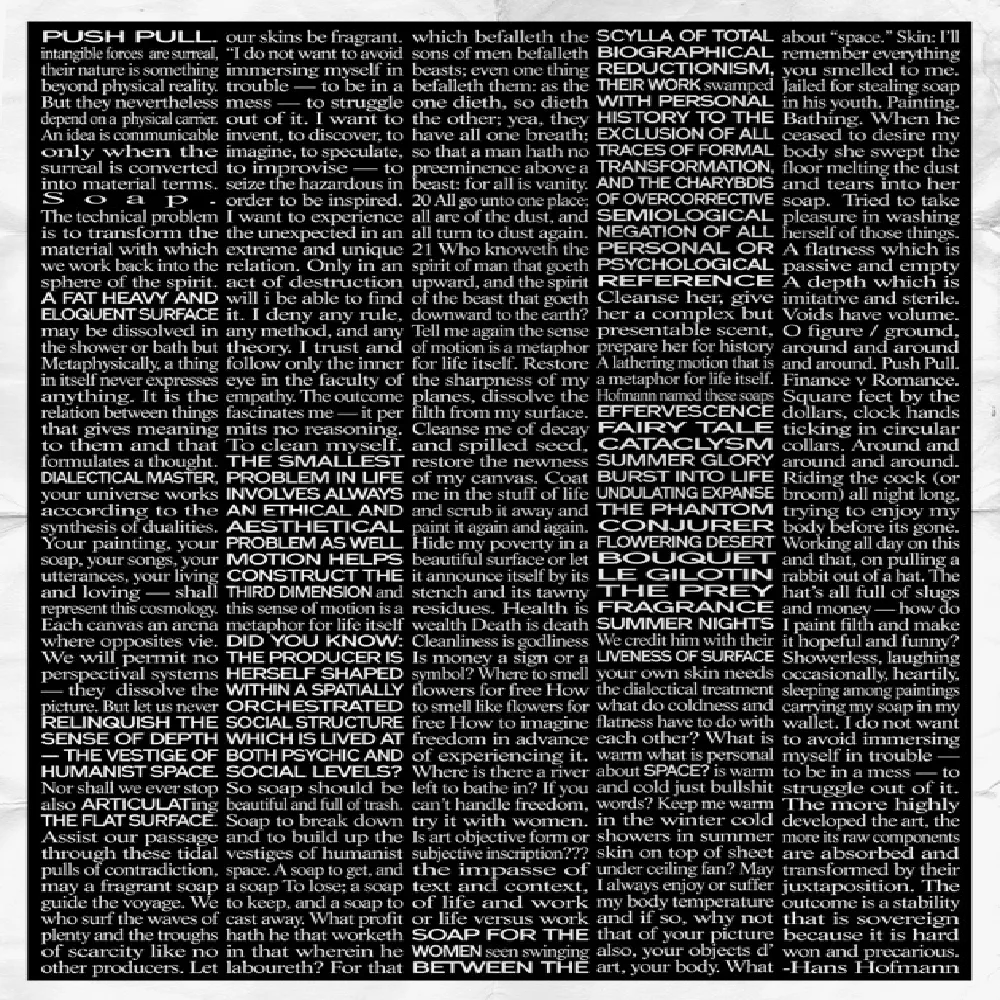 PUSH PULL.
intangible forces are surreal,
their nature is something
beyond physical reality.
But they nevertheless
depend on a physical carrier.
An idea is communicable
only when the
surreal is converted
into material terms.
Soap.
The technical problem
is to transform the
material with which
we work back into the
sphere of the spirit.
A FAT HEAVY AND
ELOQUENT SURFACE
may be dissolved in
the shower or bath but
Metaphysically, a thing
in itself never expresses
anything. It is the
relation between things
that gives meaning
to them and that
formulates a thought.
DIALECTICAL MASTER,
your universe works
according to the
synthesis of dualities.
Your painting, your
soap, your songs, your
utterances, your living
and loving — shall
represent this cosmology.
Each canvas an arena
where opposites vie.
We will permit no
perspectival systems
— they dissolve the
picture. But let us never
RELINQUISH THE
SENSE OF DEPTH
— THE VESTIGE OF
HUMANIST SPACE.
Nor shall we ever stop
also ARTICULATing
THE FLAT SURFACE.
Assist our passage
through these tidal
pulls of contradiction,
may a fragrant soap
guide the voyage. We
who surf the waves of
plenty and the troughs
of scarcity like no
other producers. Let
our skins be fragrant.
“I do not want to avoid
immersing myself in
trouble — to be in a
mess — to struggle
out of it. I want to
invent, to discover, to
imagine, to speculate,
to improvise — to
seize the hazardous in
order to be inspired.
I want to experience
the unexpected in an
extreme and unique
relation. Only in an
act of destruction
will i be able to find
it. I deny any rule,
any method, and any
theory. I trust and
follow only the inner
eye in the faculty of
empathy. The outcome
fascinates me — it per
mits no reasoning.
To clean myself.
THE SMALLEST
PROBLEM IN LIFE
INVOLVES ALWAYS
AN ETHICAL AND
AESTHETICAL
PROBLEM AS WELL.
MOTION HELPS
CONSTRUCT THE
THIRD DIMENSION and
this sense of motion is a
metaphor for life itself
DID YOU KNOW:
THE PRODUCER IS
HERSELF SHAPED
WITHIN A SPATIALLY
ORCHESTRATED
SOCIAL STRUCTURE
WHICH IS LIVED AT
BOTH PSYCHIC AND
SOCIAL LEVELS?
So soap should be
beautiful and full of trash.
Soap to break down
and to build up the
vestiges of humanist
space. A soap to get, and
a soap To lose; a soap
to keep, and a soap to
cast away. What profit
hath he that worketh
in that wherein he
laboureth? For that
which befalleth the
sons of men befalleth
beasts; even one thing
befalleth them: as the
one dieth, so dieth
the other; yea, they
have all one breath;
so that a man hath no
preeminence above a
beast: for all is vanity.
20 All go unto one place;
all are of the dust, and
all turn to dust again.
21 Who knoweth the
spirit of man that goeth
upward, and the spirit
of the beast that goeth
downward to the earth?
Tell me again the sense
of motion is a metaphor
for life itself. Restore
the sharpness of my
planes, dissolve the
filth from my surface.
Cleanse me of decay
and spilled seed,
restore the newness
of my canvas. Coat
me in the stuff of life
and scrub it away and
paint it again and again.
Hide my poverty in a
beautiful surface or let
it announce itself by its
stench and its tawny
residues. Health is
wealth Death is death
Cleanliness is godliness
Is money a sign or a
symbol? Where to smell
flowers for free How
to smell like flowers for
free How to imagine
freedom in advance
of experiencing it.
Where is there a river
left to bathe in? If you
can’t handle freedom,
try it with women.
Is art objective form or
subjective inscription???
the impasse of
text and context,
of life and work
or life versus work
SOAP FOR THE
WOMEN seen swinging
BETWEEN THE
SCYLLA OF TOTAL
BIOGRAPHICAL
REDUCTIONISM,
THEIR WORK swamped
WITH PERSONAL
HISTORY TO THE
EXCLUSION OF ALL
TRACES OF FORMAL
TRANSFORMATION,
AND THE CHARYBDIS
OF OVERCORRECTIVE
SEMIOLOGICAL
NEGATION OF ALL
PERSONAL OR
PSYCHOLOGICAL
REFERENCE
Cleanse her, give
her a complex but
presentable scent,
prepare her for history
A lathering motion that is
a metaphor for life itself.
Hofmann named these soaps
EFFERVESCENCE
FAIRY TALE
CATACLYSM
SUMMER GLORY
BURST INTO LIFE
UNDULATING EXPANSE
THE PHANTOM
CONJURER
FLOWERING DESERT
BOUQUET
LE GILOTIN
THE PREY
FRAGRANCE
SUMMER NIGHTS
We credit him with their
LIVENESS OF SURFACE
your own skin needs
the dialectical treatment
what do coldness and
flatness have to do with
each other? What is
warm what is personal
about SPACE? is warm
and cold just bullshit
words? Keep me warm
in the winter cold
showers in summer
skin on top of sheet
under ceiling fan? May
I always enjoy or suffer
my body temperature
and if so, why not
that of your picture
also, your objects d’
art, your body. What
about “space.” Skin: I’ll
remember everything
you smelled to me.
Jailed for stealing soap
in his youth. Painting.
Bathing. When he
ceased to desire my
body she swept the
floor melting the dust
and tears into her
soap. Tried to take
pleasure in washing
herself of those things.
A flatness which is
passive and empty
A depth which is
imitative and sterile.
Voids have volume.
O figure / ground,
around and around
and around. Push Pull.
Finance v Romance.
Square feet by the
dollars, clock hands
ticking in circular
collars. Around and
around and around.
Riding the cock (or
broom) all night long,
trying to enjoy my
body before its gone.
Working all day on this
and that, on pulling a
rabbit out of a hat. The
hat’s all full of slugs
and money — how do
I paint filth and make
it hopeful and funny?
Showerless, laughing
occasionally, heartily,
sleeping among paintings
carrying my soap in my
wallet. I do not want
to avoid immersing
myself in trouble —
to be in a mess — to
struggle out of it.
The more highly
developed the art, the
more its raw components
are absorbed and
transformed by their
juxtaposition. The
outcome is a stability
that is sovereign
because it is hard
won and precarious.
-Hans Hofmann